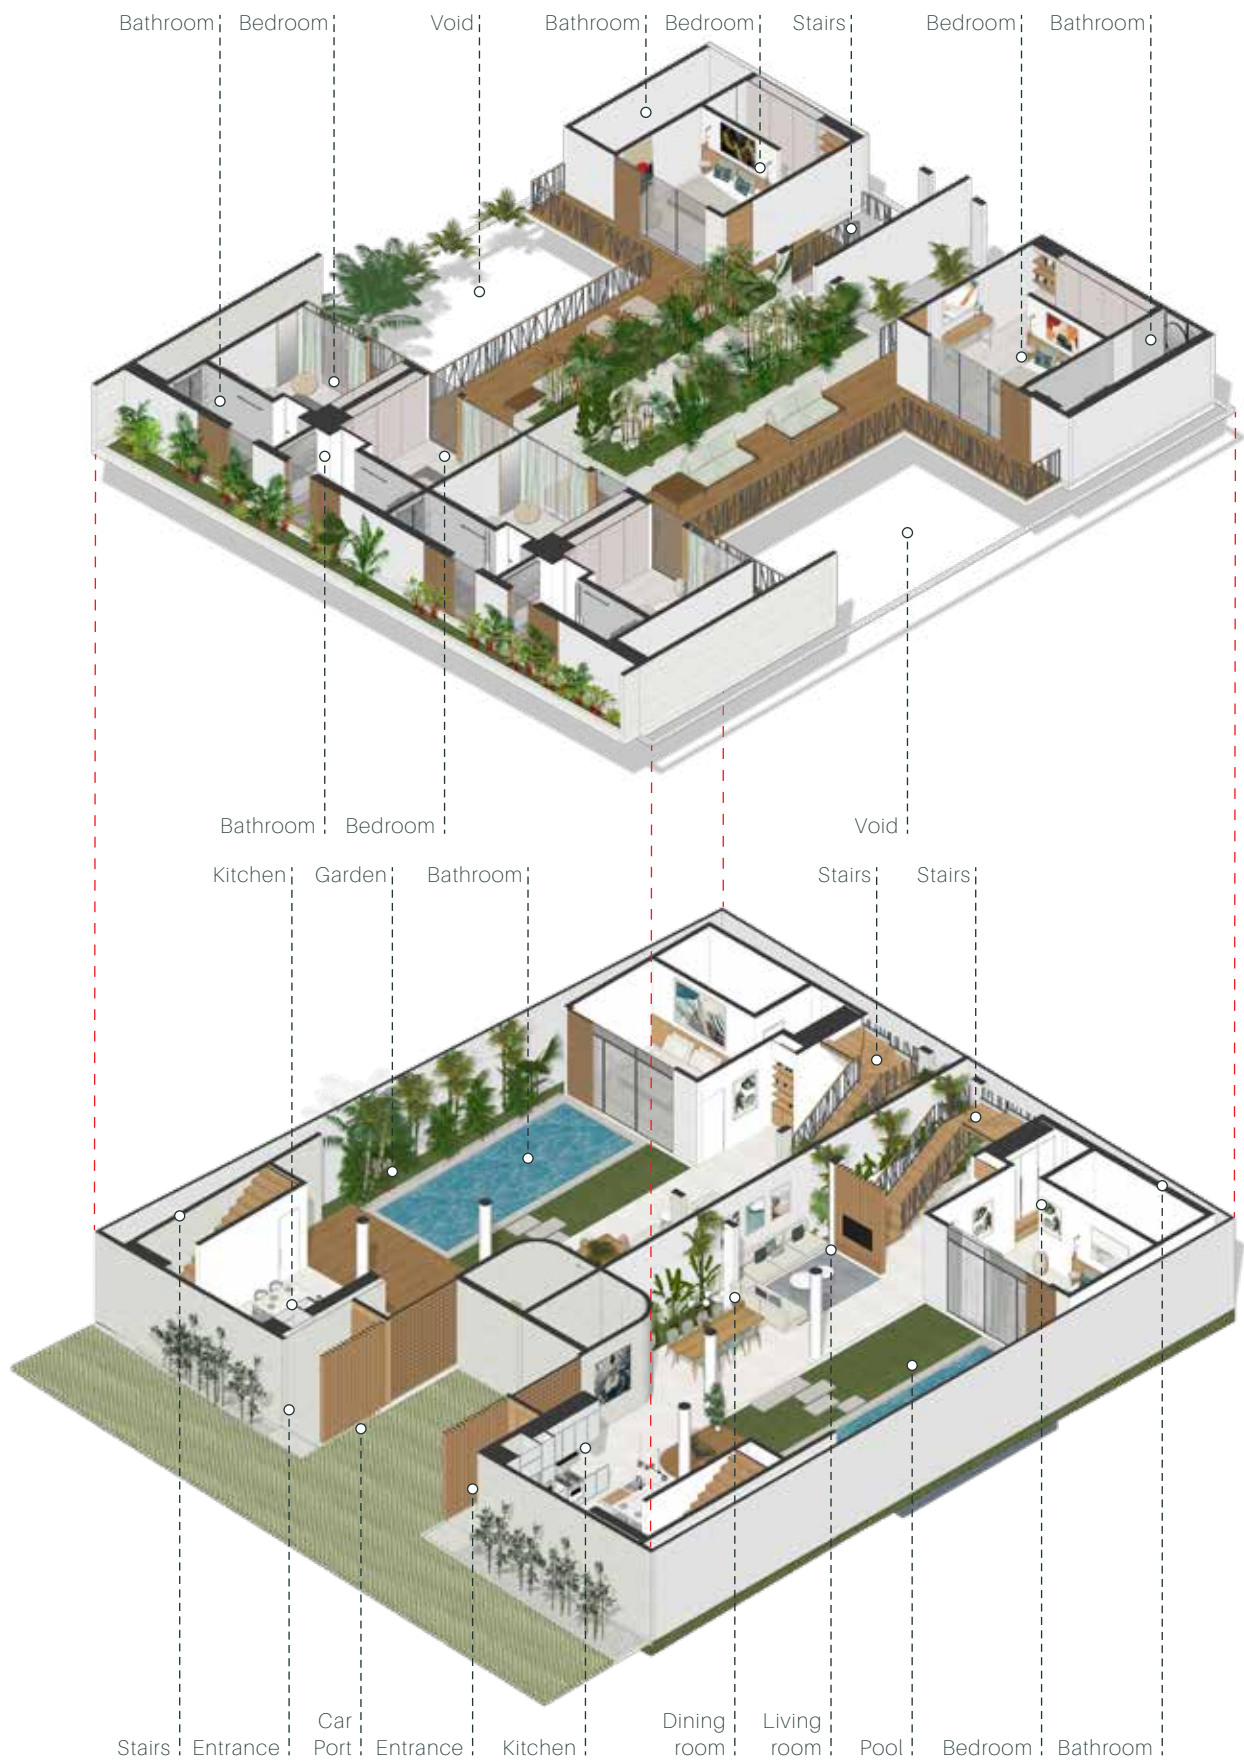 Bathroom Bedroom Void Bathroom Bedroom Stairs Bedroom Bathroom
Bathroom Bedroom Void
Kitchen Garden Bathroom Stairs Stairs
Stairs Entrance Car
Port Entrance Kitchen Dining
room Living
room Pool Bedroom Bathroom